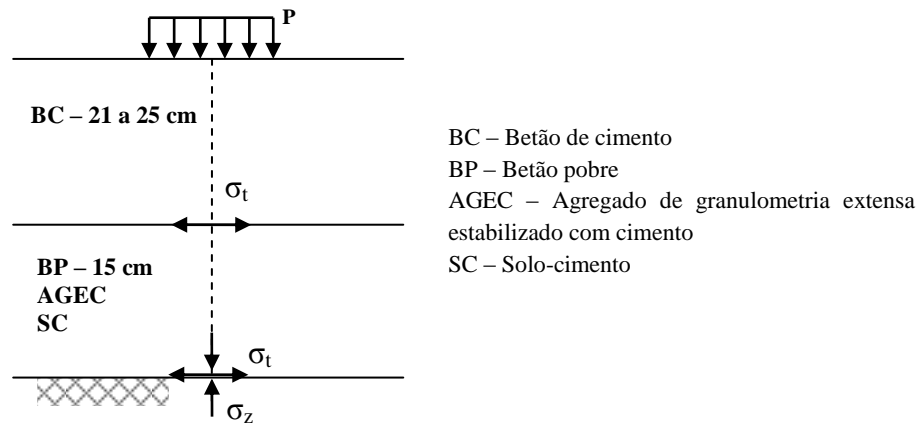 P
BC – 21 a 25 cm
σt
BP – 15 cm
AGEC
SC
σt
σz
BC – Betão de cimento
BP – Betão pobre
AGEC – Agregado de granulometria extensa
estabilizado com cimento
SC – Solo-cimento